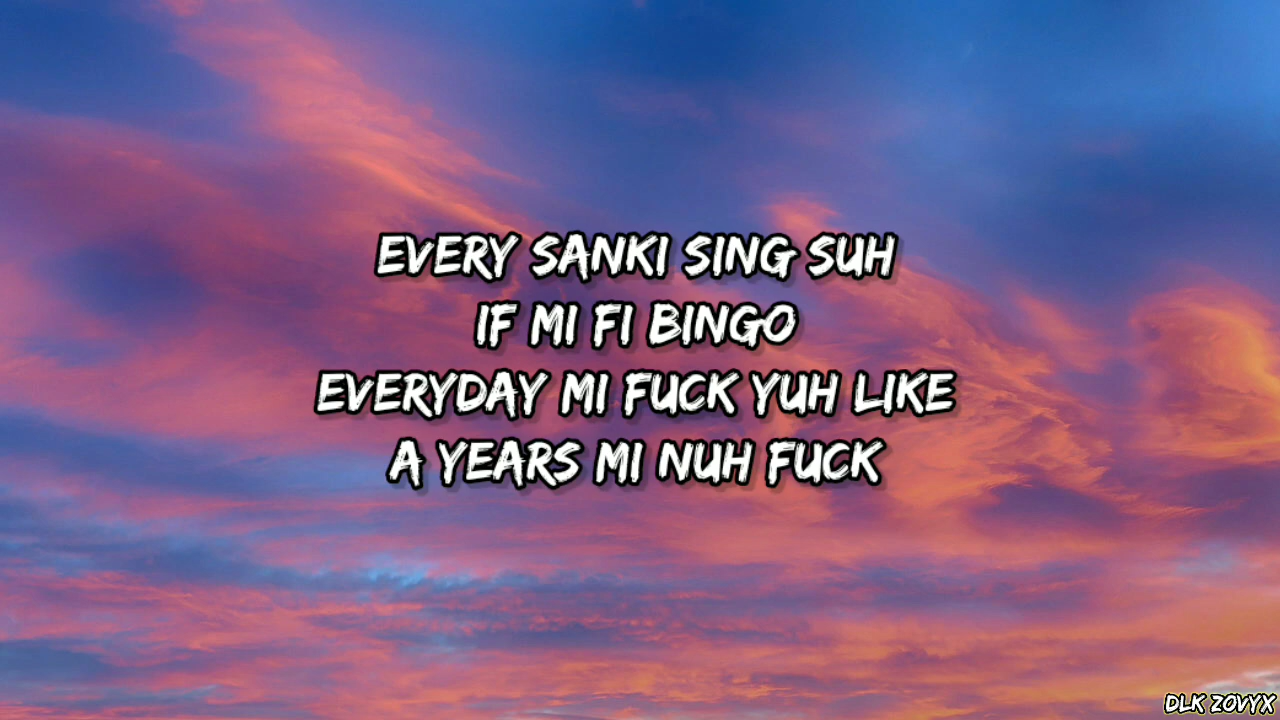 EVERY SANKI SING SUH
IF MI FI BINGO
EVERYDAY MI FUCK YUH LIKE
A YEARS MI NUH FUCK
DLK ZOVYX